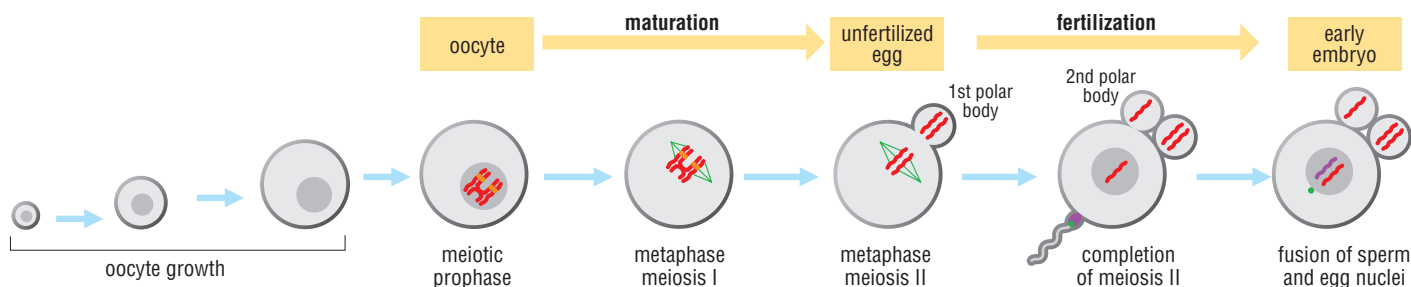 maturation
fertilization
oocyte
unfertilized
egg
early
embryo
1st polar
body
2nd polar
body
oocyte growth
meiotic
prophase
metaphase
meiosis I
metaphase
meiosis II
completion
of meiosis II
fusion of sperm
and egg nuclei